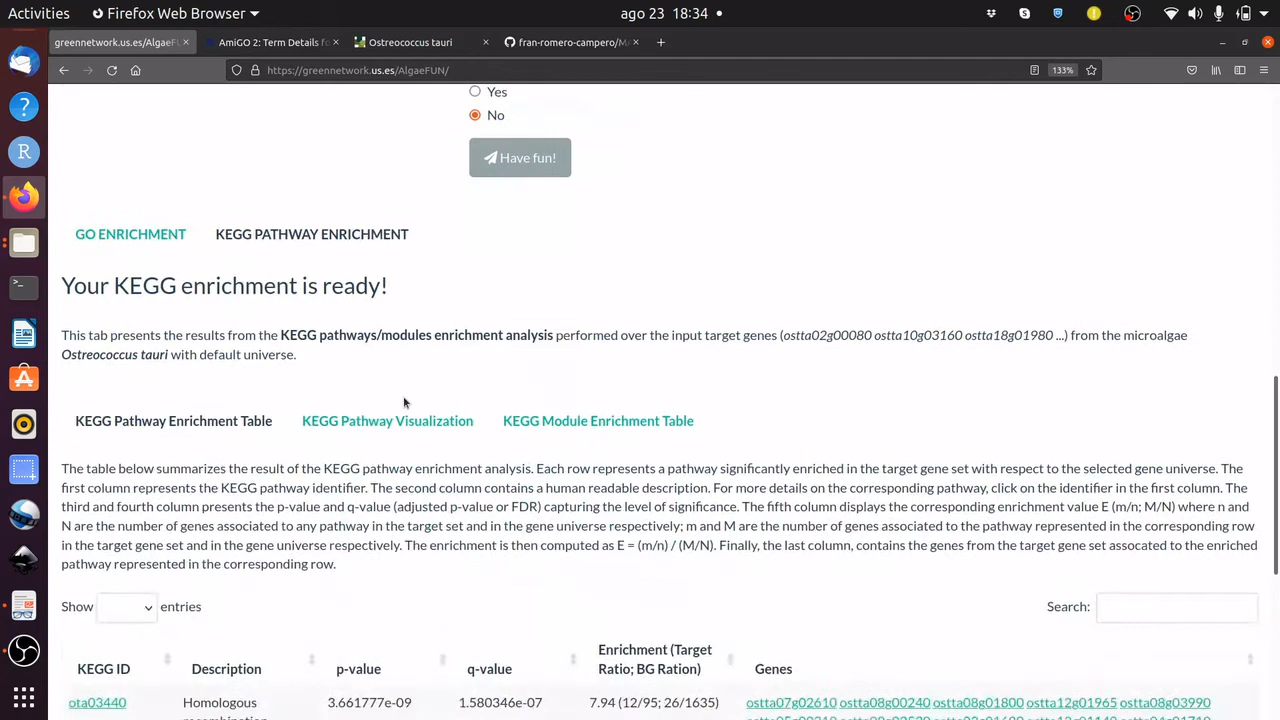 Activities
Firefox Web Browser
ago 23 18:34
greennetwork.us.es/AlgaeFU
AmiGO 2: Term Details fo
Ostreococcus tauri
fran-romero-campero/M
https://greennetwork.us.es/AlgaeFUN/
133%
Yes
No
Have fun!
GO ENRICHMENT
KEGG PATHWAY ENRICHMENT
Your KEGG enrichment is ready!
This tab presents the results from the KEGG pathways/modules enrichment analysis performed over the input target genes (ostta02g00080 ostta10g03160 ostta18g01980 ...) from the microalge
Ostreococcus tauri with default universe.
KEGG Pathway Enrichment Table
KEGG Pathway Visualization
KEGG Module Enrichment Table
The table below summarizes the result of the KEGG pathway enrichment analysis. Each row represents a pathway significantly enriched in the target gene set with respect to the selected gene universe. The
first column represents the KEGG pathway identifier. The second column contains a human readable description. For more details on the corresponding pathway, click on the identifier in the first column. The
third and fourth column presents the p-value and q-value (adjusted p-value or FDR) capturing the level of significance. The fifth column displays the corresponding enrichment value E (m/n; M/N) where n and
N are the number of genes associated to any pathway in the target set and in the gene universe respectively; m and M are the number of genes associated to the pathway represented in the corresponding row
in the target gene set and in the gene universe respectively. The enrichment is then computed as E = (m/n) / (M/N). Finally, the last column, contains the genes from the target gene set assocated to the enriched
pathway represented in the corresponding row.
Show entries
Search:
Enrichment (Target
KEGG ID Description p-value q-value Ratio; BG Ration) Genes
ota03440 Homologous 3.661777e-09 1.580346e-07 7.94 (12/95; 26/1635) ostta07g02610 ostta08g00240 ostta08g01800 ostta12g01965 ostta08g03990